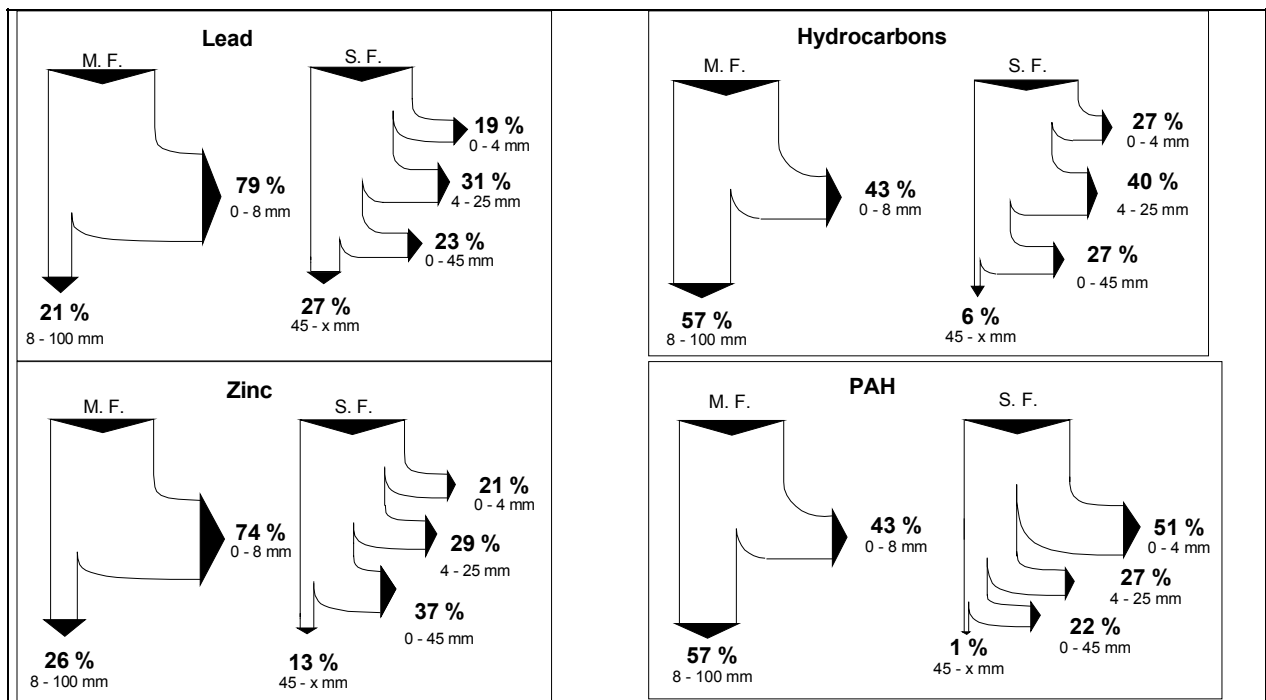 Lead
M. F.
S. F.
19 %
0 - 4 mm
79 %
0 - 8 mm
31 %
4 - 25 mm
23 %
0 - 45 mm
21 %
8 - 100 mm
27 %
45 - x mm
Hydrocarbons
M. F.
S. F.
27 %
0 - 4 mm
43 %
0 - 8 mm
40 %
4 - 25 mm
27 %
0 - 45 mm
57 %
8 - 100 mm
6 %
45 - x mm
Zinc
M. F.
S. F.
21 %
0 - 4 mm
74 %
0 - 8 mm
29 %
4 - 25 mm
37 %
0 - 45 mm
26 %
8 - 100 mm
13 %
45 - x mm
PAH
M. F.
S. F.
43 %
0 - 8 mm
51 %
0 - 4 mm
27 %
4 - 25 mm
22 %
0 - 45 mm
57 %
8 - 100 mm
1 %
45 - x mm